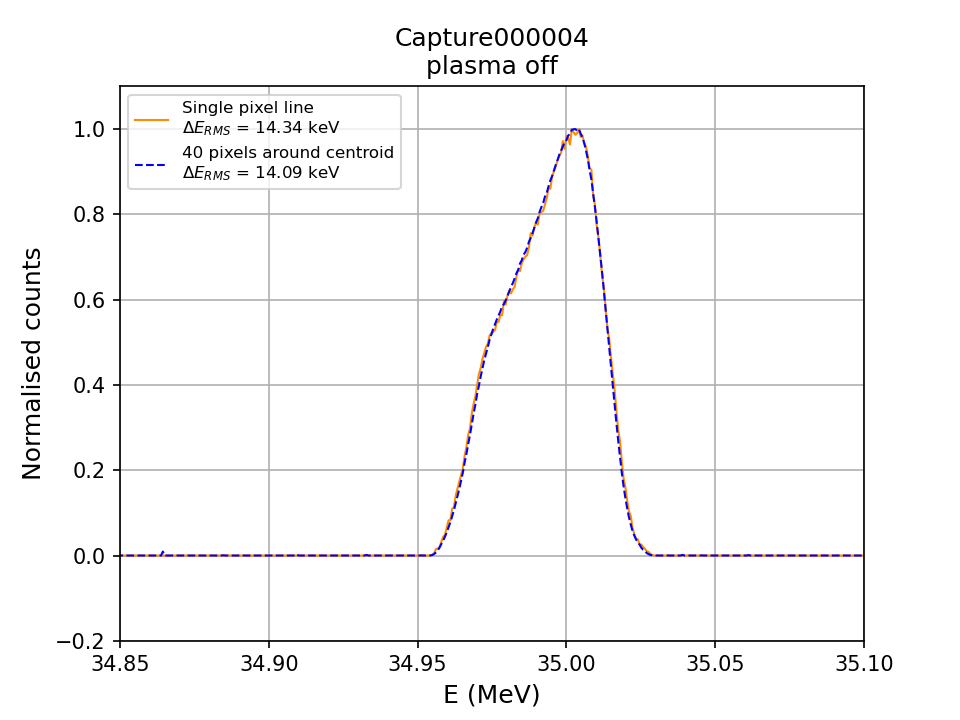 Capture000004
plasma off
Single pixel line
ΔE_RMS = 14.34 keV
40 pixels around centroid
ΔE_RMS = 14.09 keV
Normalised counts
1.0
0.8
0.6
0.4
0.2
0.0
−0.2
34.85 34.90 34.95 35.00 35.05 35.10
E (MeV)